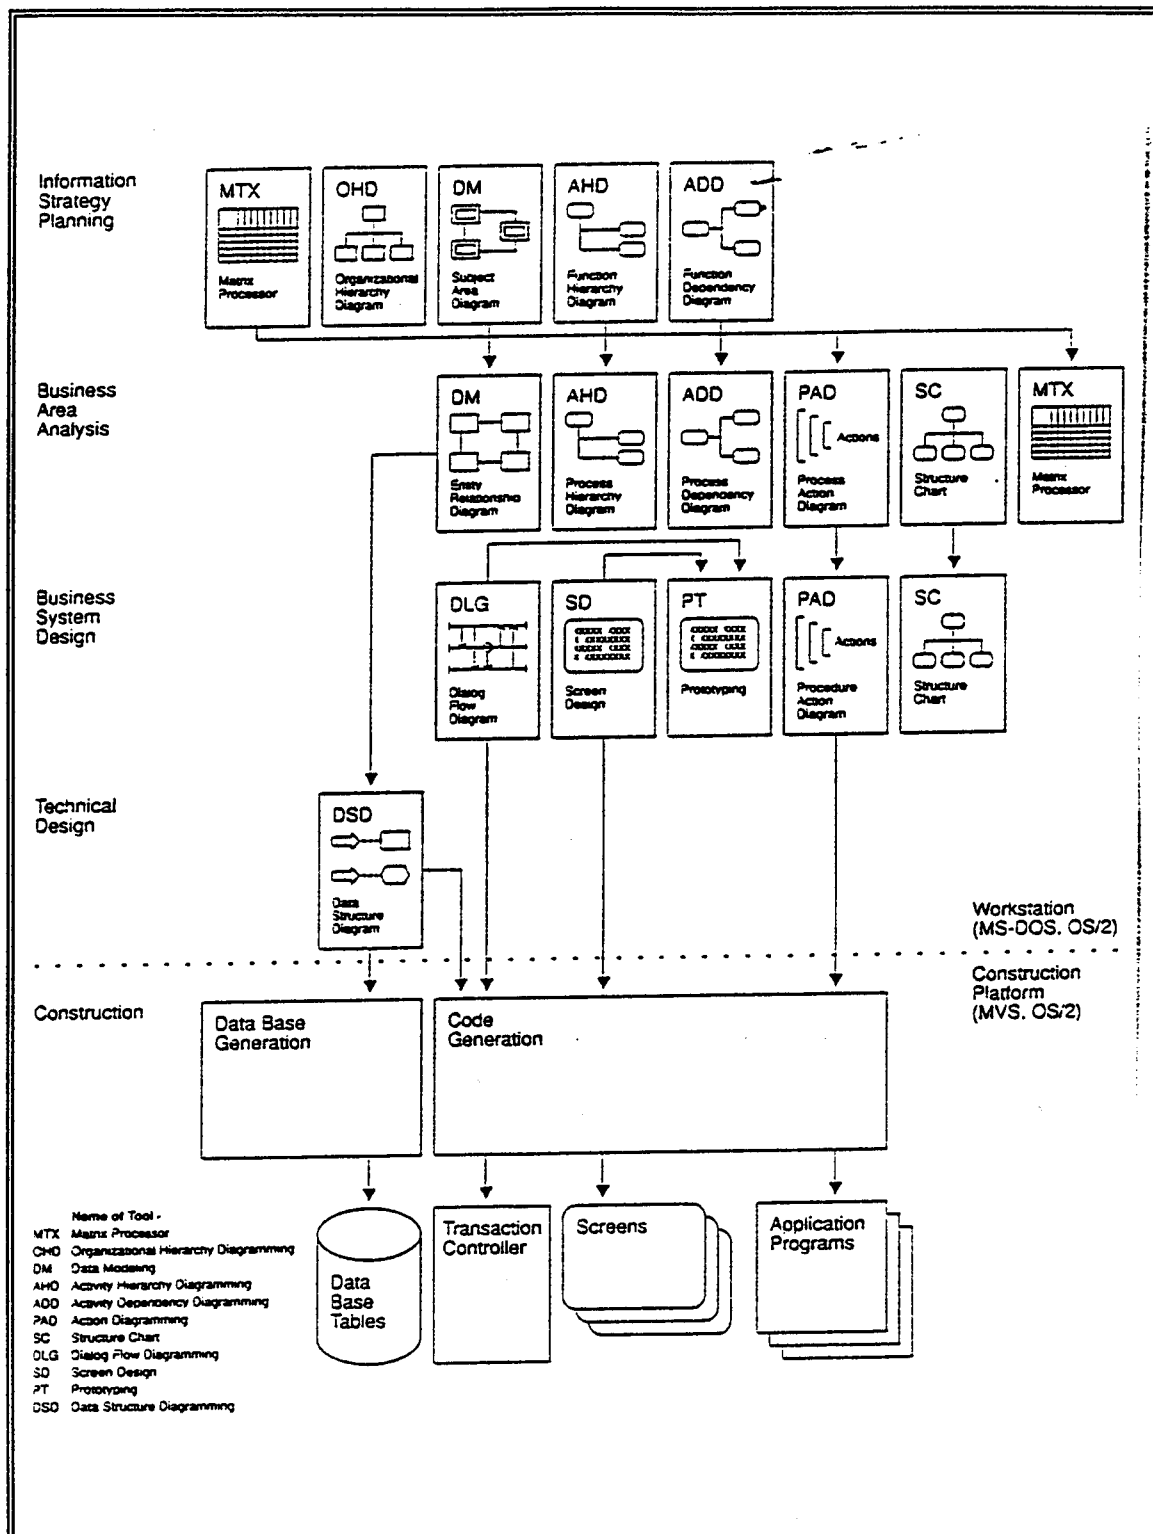 Information
Strategy
Planning
MTX
Matrix
Processor
OHD
Organizational
Hierarchy
Diagram
DM
Subject
Area
Diagram
AHD
Function
Hierarchy
Diagram
ADD
Function
Dependency
Diagram
Business
Area
Analysis
DM
Entity
Relationship
Diagram
AHD
Process
Hierarchy
Diagram
ADD
Process
Dependency
Diagram
PAD
Actions
Process
Action
Diagram
SC
Structure
Chart
MTX
Matrix
Processor
Business
System
Design
DLG
Dialog
Flow
Diagram
SD
Screen
Design
PT
Prototyping
PAD
Actions
Procedure
Action
Diagram
SC
Structure
Chart
Technical
Design
DSD
Data
Structure
Diagram
Workstation
(MS-DOS, OS/2)
Construction
Platform
(MVS, OS/2)
Construction
Data Base
Generation
Code
Generation
Data
Base
Tables
Transaction
Controller
Screens
Application
Programs
Name of Tool -
MTX Matrix Processor
OHD Organizational Hierarchy Diagramming
DM Data Modeling
AHD Activity Hierarchy Diagramming
ADD Activity Dependency Diagramming
PAD Action Diagramming
SC Structure Chart
DLG Dialog Flow Diagramming
SD Screen Design
PT Prototyping
DSD Data Structure Diagramming